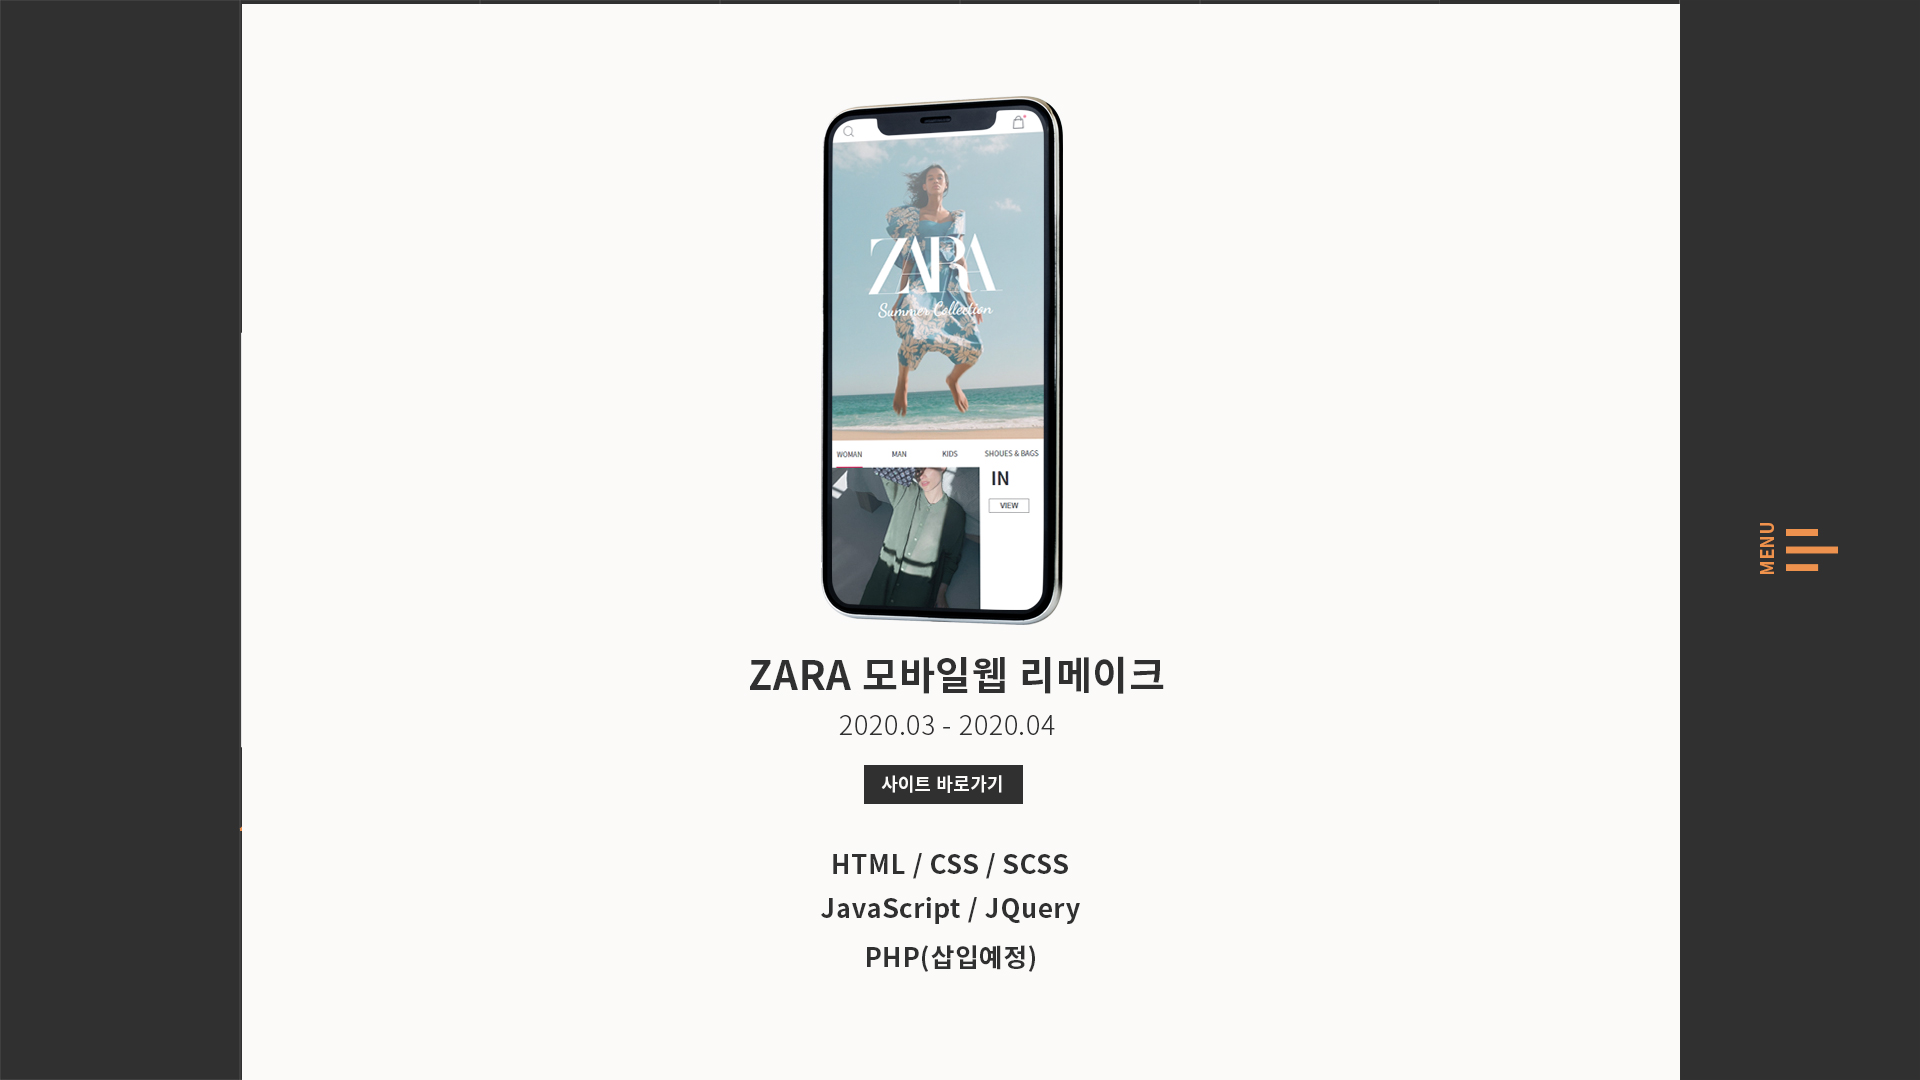 ZARA
Summer Collection
WOMAN MAN KIDS SHOUES & BAGS
IN
VIEW
MENU
ZARA 모바일웹 리메이크
2020.03 - 2020.04
사이트 바로가기
HTML / CSS / SCSS
JavaScript / JQuery
PHP(삽입예정)